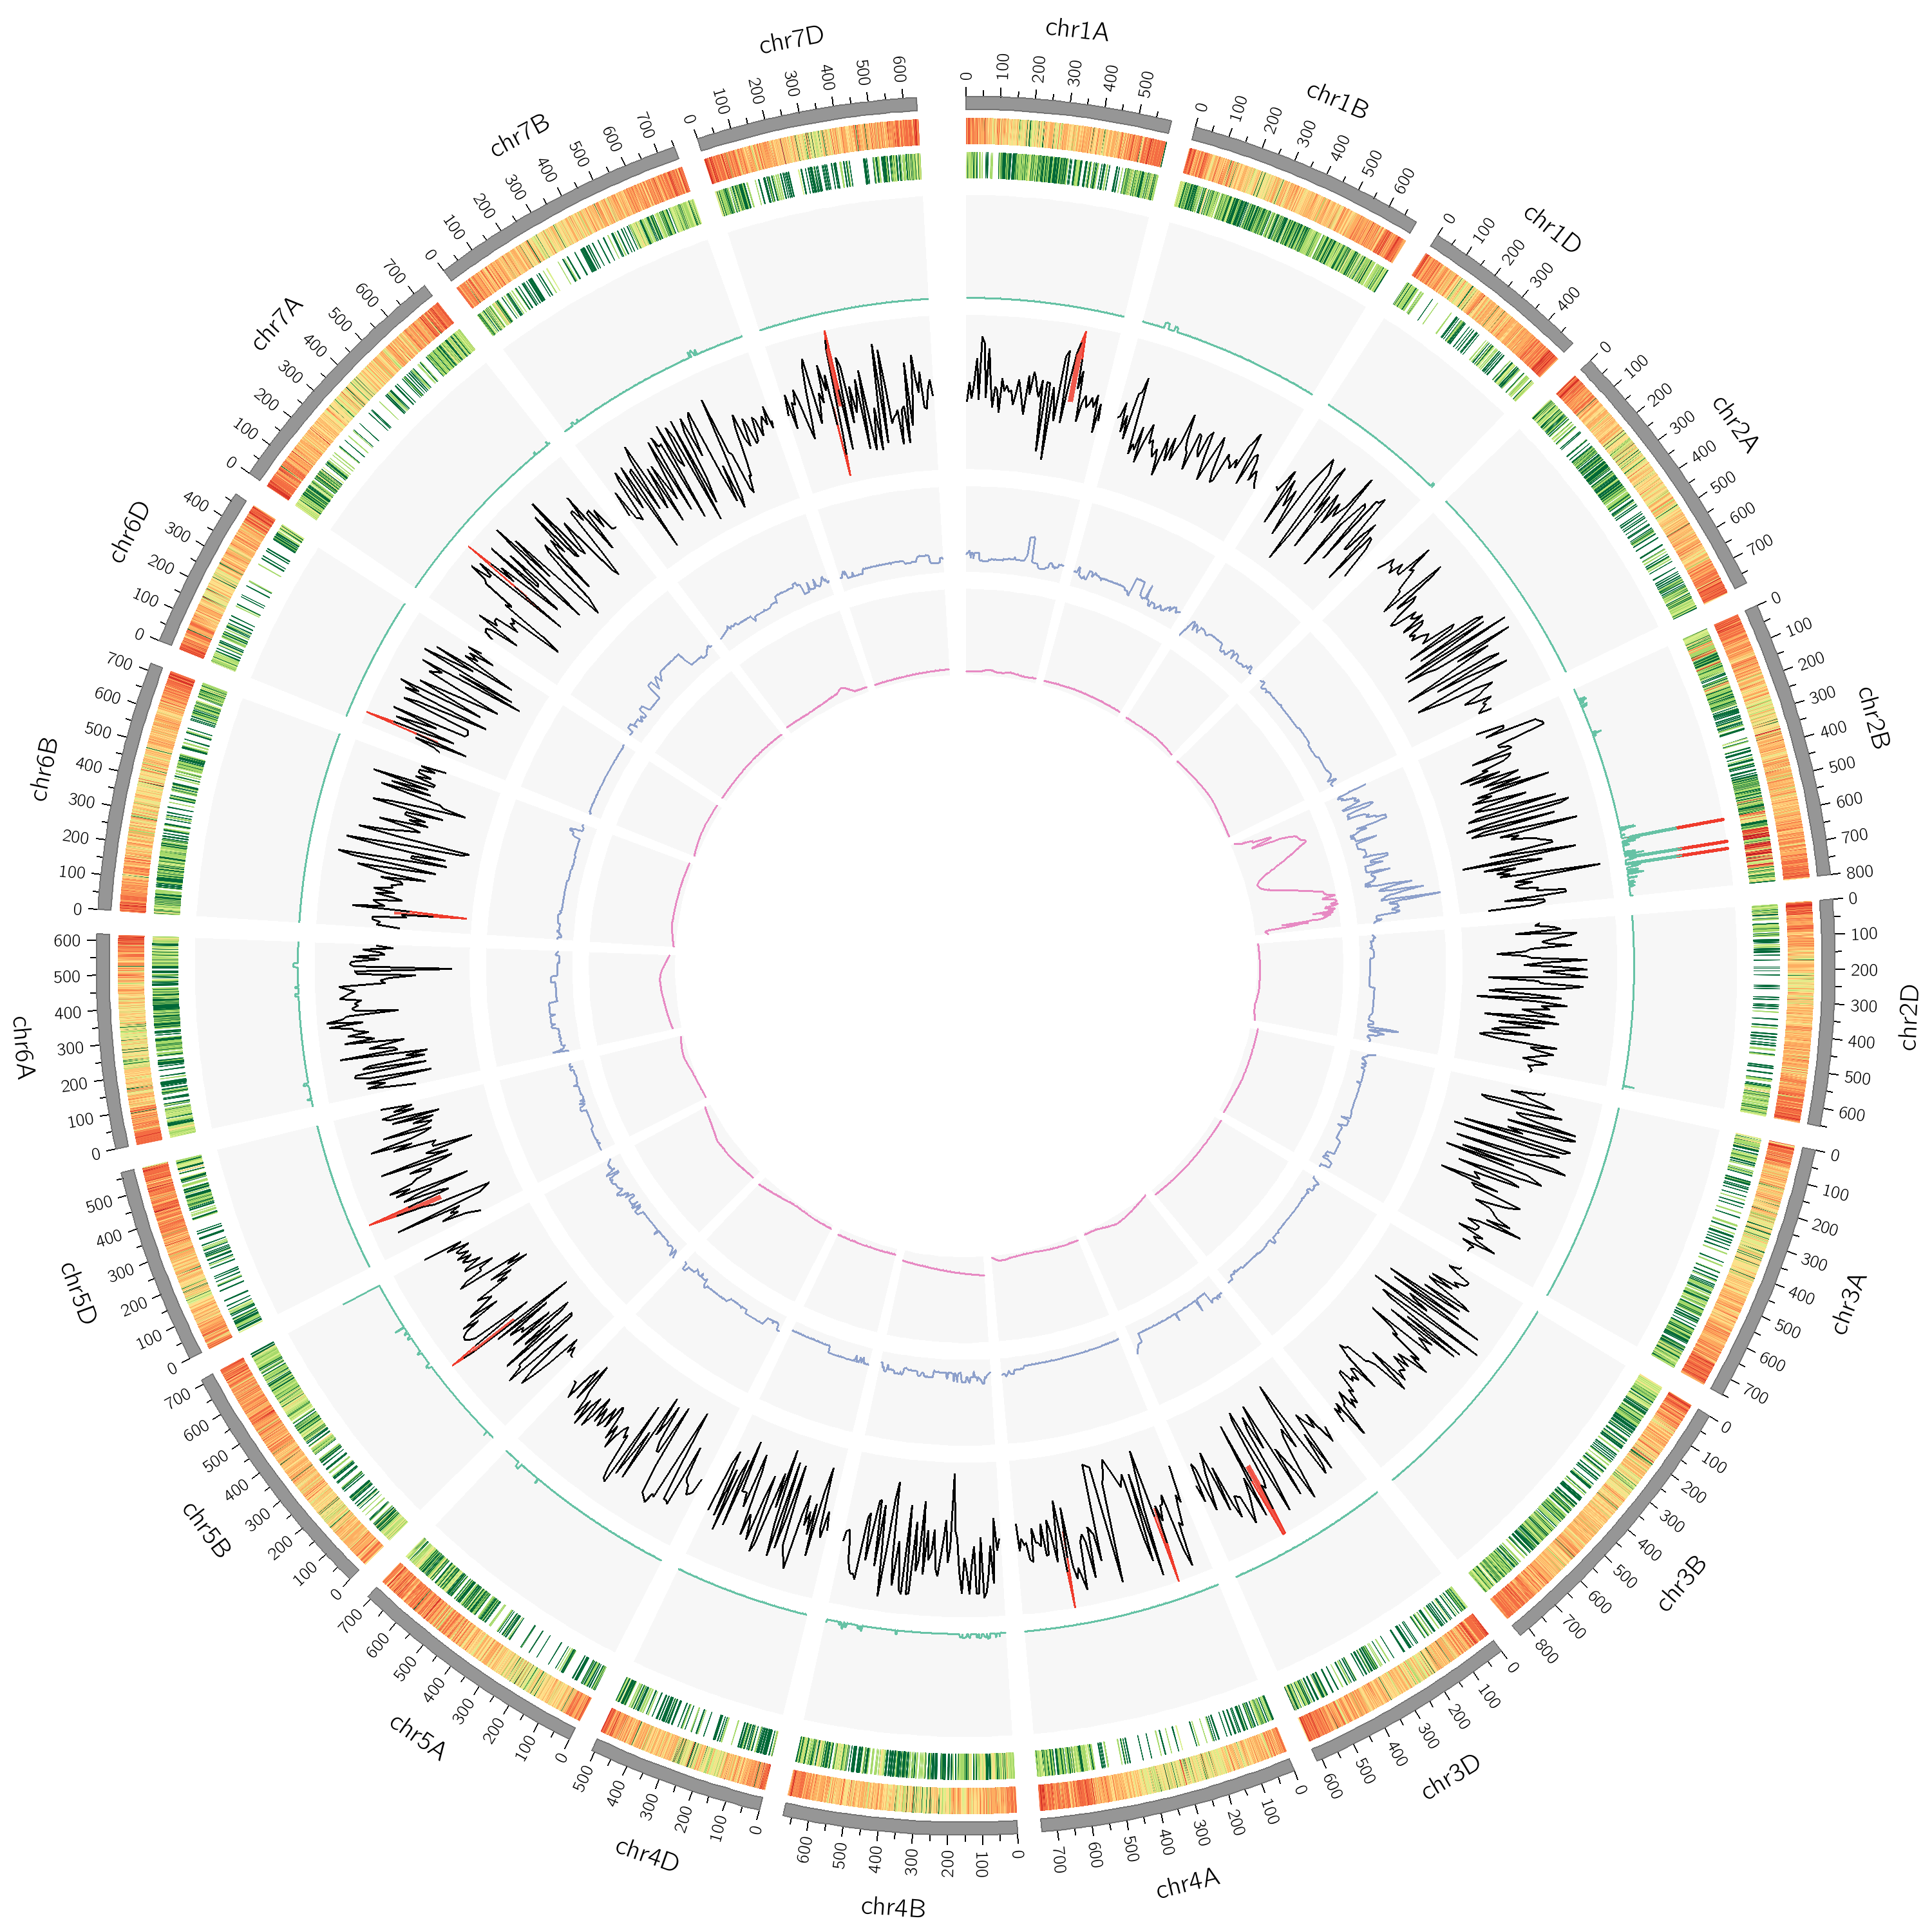 chr1A
0 100 200 300 400 500
chr1B
0 100 200 300 400 500 600
chr1D
0 100 200 300 400
chr2A
0 100 200 300 400 500 600 700
chr2B
0 100 200 300 400 500 600 700 800
chr2D
0 100 200 300 400 500 600
chr3A
0 100 200 300 400 500 600 700
chr3B
0 100 200 300 400 500 600 700 800
chr3D
0 100 200 300 400 500 600
chr4A
0 100 200 300 400 500 600 700
chr4B
0 100 200 300 400 500 600
chr4D
0 100 200 300 400 500
chr5A
0 100 200 300 400 500 600 700
chr5B
0 100 200 300 400 500 600 700
chr5D
0 100 200 300 400 500
chr6A
0 100 200 300 400 500 600
chr6B
0 100 200 300 400 500 600 700
chr6D
0 100 200 300 400
chr7A
0 100 200 300 400 500 600 700
chr7B
0 100 200 300 400 500 600 700
chr7D
0 100 200 300 400 500 600